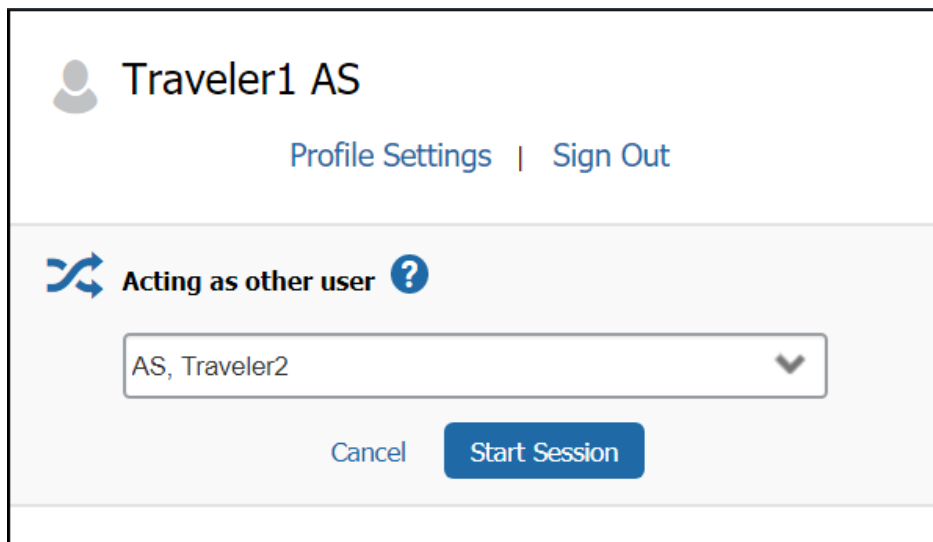 Traveler1 AS
Profile Settings | Sign Out
Acting as other user ?
AS, Traveler2
Cancel Start Session